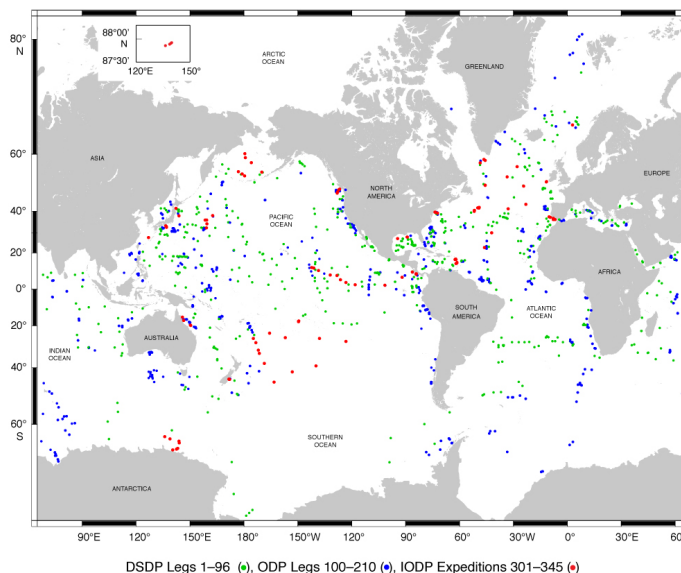 80°
N
88°00'
N
87°30'
120°E 150°
ARCTIC
OCEAN
GREENLAND
60°
ASIA
NORTH
AMERICA
EUROPE
40°
PACIFIC
OCEAN
20°
AFRICA
0°
SOUTH
AMERICA
ATLANTIC
OCEAN
20°
AUSTRALIA
INDIAN
OCEAN
40°
60°
S
SOUTHERN
OCEAN
ANTARCTICA
90°E 120° 150° 180° 150°W 120° 90° 60° 30°W 0° 30°E 60°
DSDP Legs 1–96 (●), ODP Legs 100–210 (●), IODP Expeditions 301–345 (●)